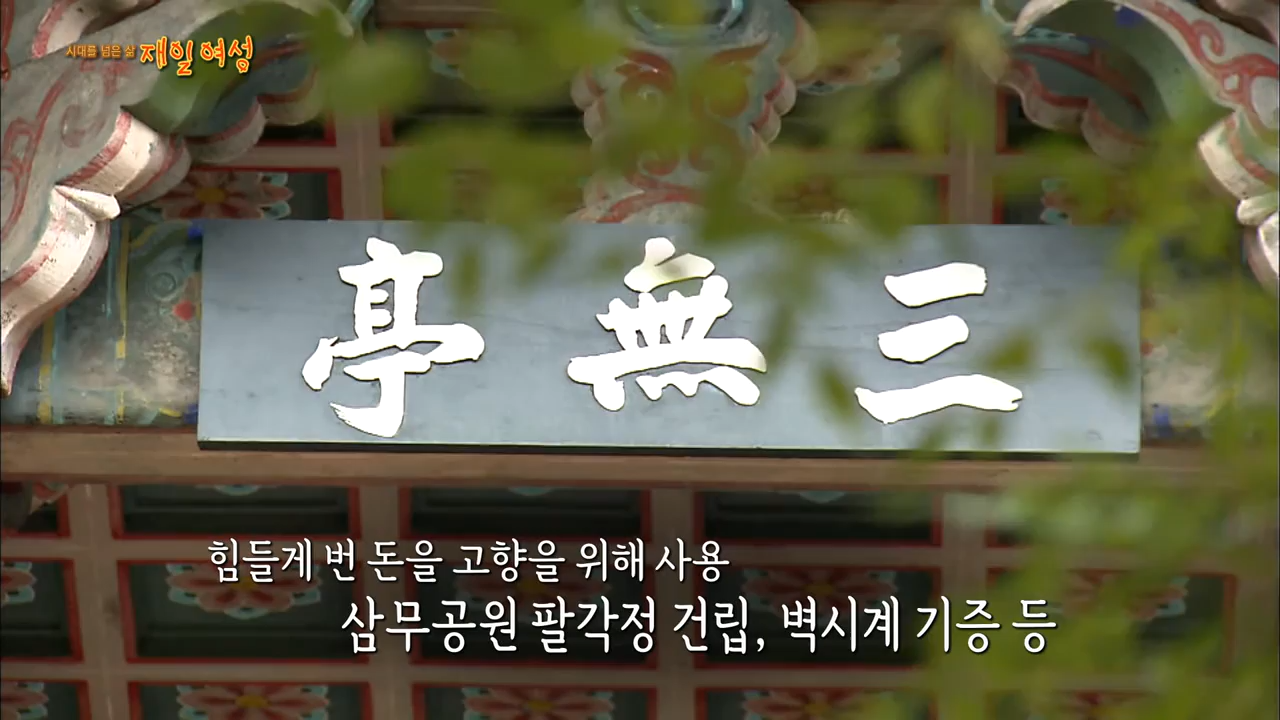 시대를 넘은 삶 재일여성
亭無三
힘들게 번 돈을 고향을 위해 사용
삼무공원 팔각정 건립, 벽시계 기증 등